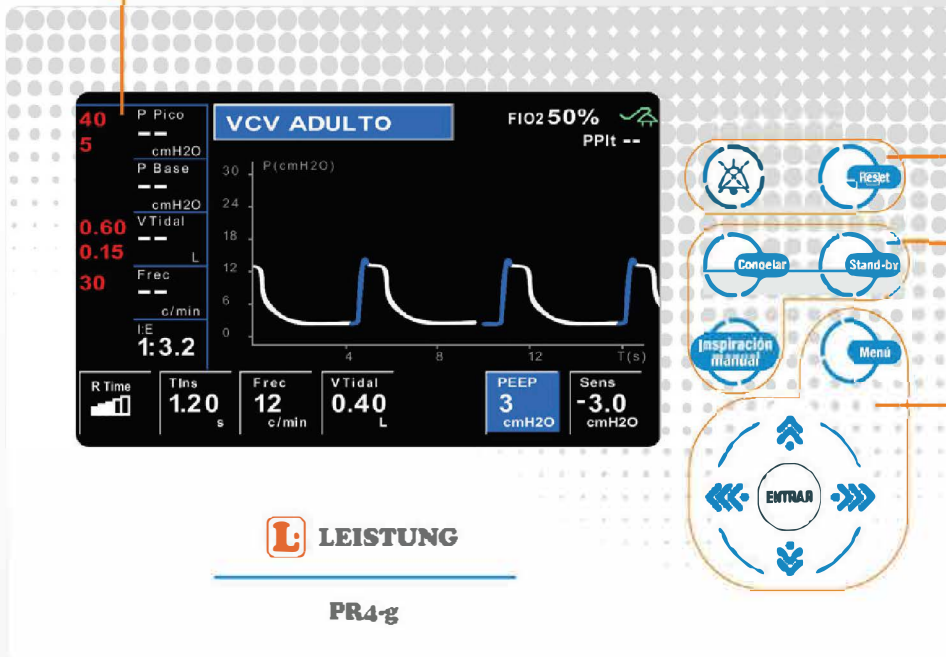 40
5
P Pico
--
cmH2O
P Base
--
cmH2O
0.60
0.15
VTidal
--
L
30
Frec
--
c/min
I:E
1:3.2
VCV ADULTO
FIO2 50%
PPlt --
P(cmH2O)
30
24
18
12
6
0
4 8 12 T(s)
R Time
TIns
1.20
s
Frec
12
c/min
VTidal
0.40
L
PEEP
3
cmH2O
Sens
-3.0
cmH2O
Reset
Congelar
Stand-by
Inspiración
manual
Menú
ENTRAR
L:
LEISTUNG
PR4-g